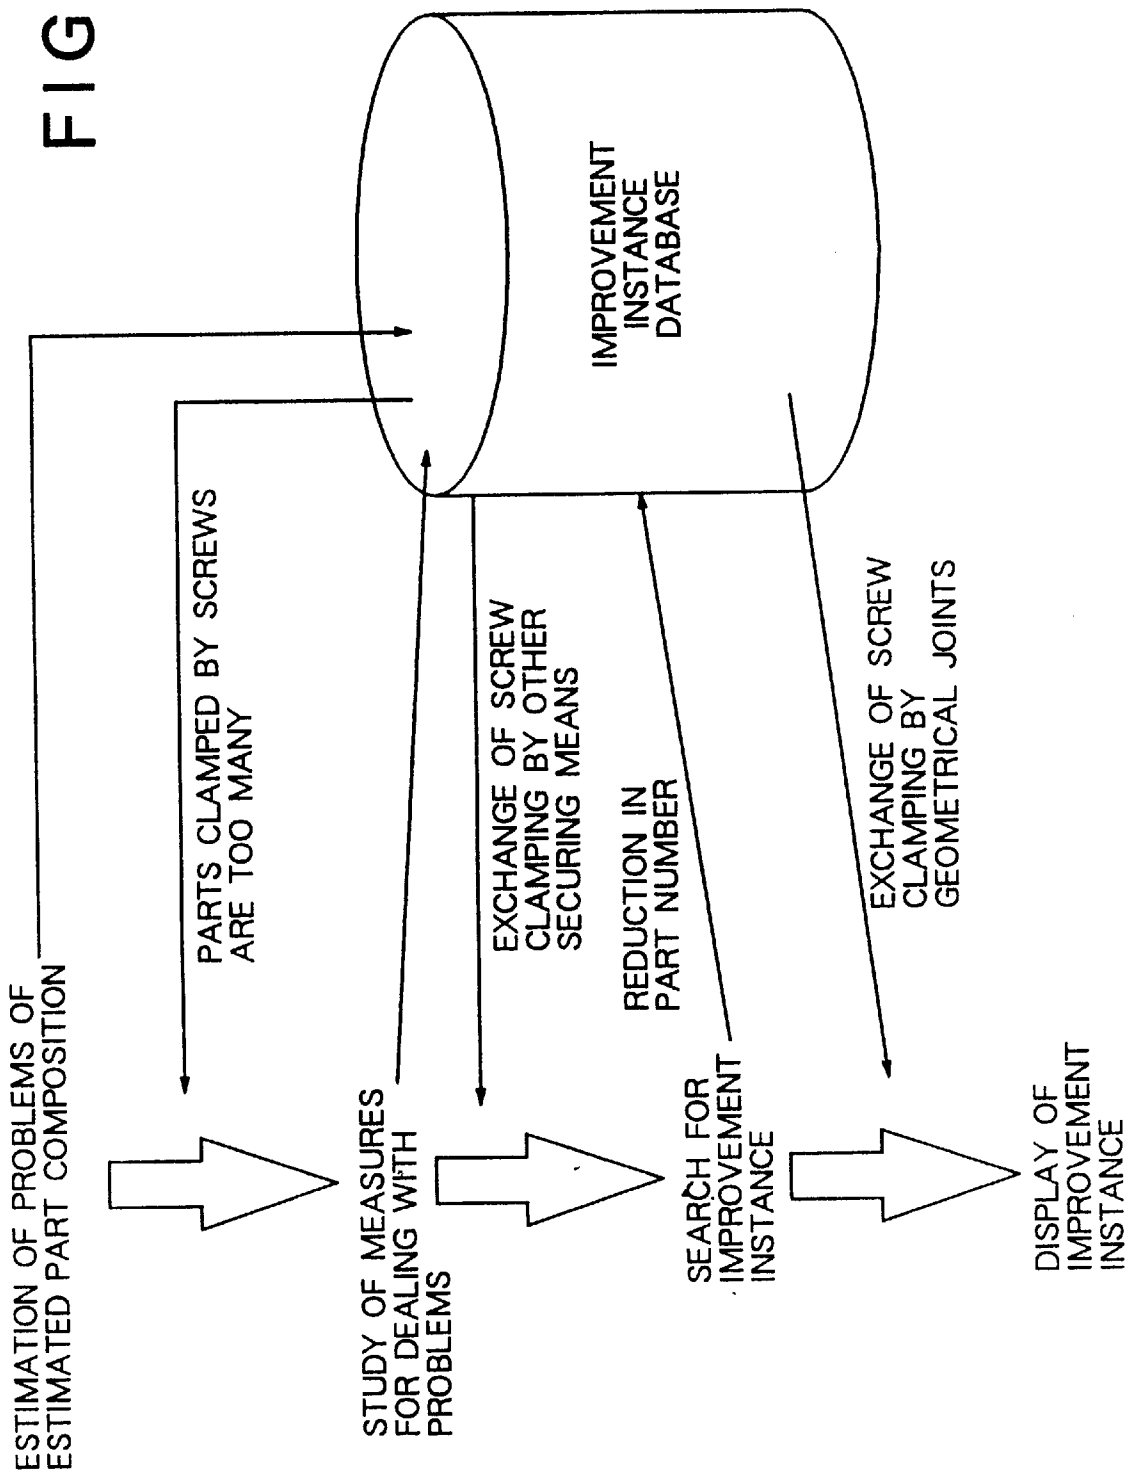 FIG
ESTIMATION OF PROBLEMS OF
ESTIMATED PART COMPOSITION
PARTS CLAMPED BY SCREWS
ARE TOO MANY
STUDY OF MEASURES
FOR DEALING WITH
PROBLEMS
EXCHANGE OF SCREW
CLAMPING BY OTHER
SECURING MEANS
IMPROVEMENT
INSTANCE
DATABASE
REDUCTION IN
PART NUMBER
SEARCH FOR
IMPROVEMENT
INSTANCE
EXCHANGE OF SCREW
CLAMPING BY
GEOMETRICAL JOINTS
DISPLAY OF
IMPROVEMENT
INSTANCE